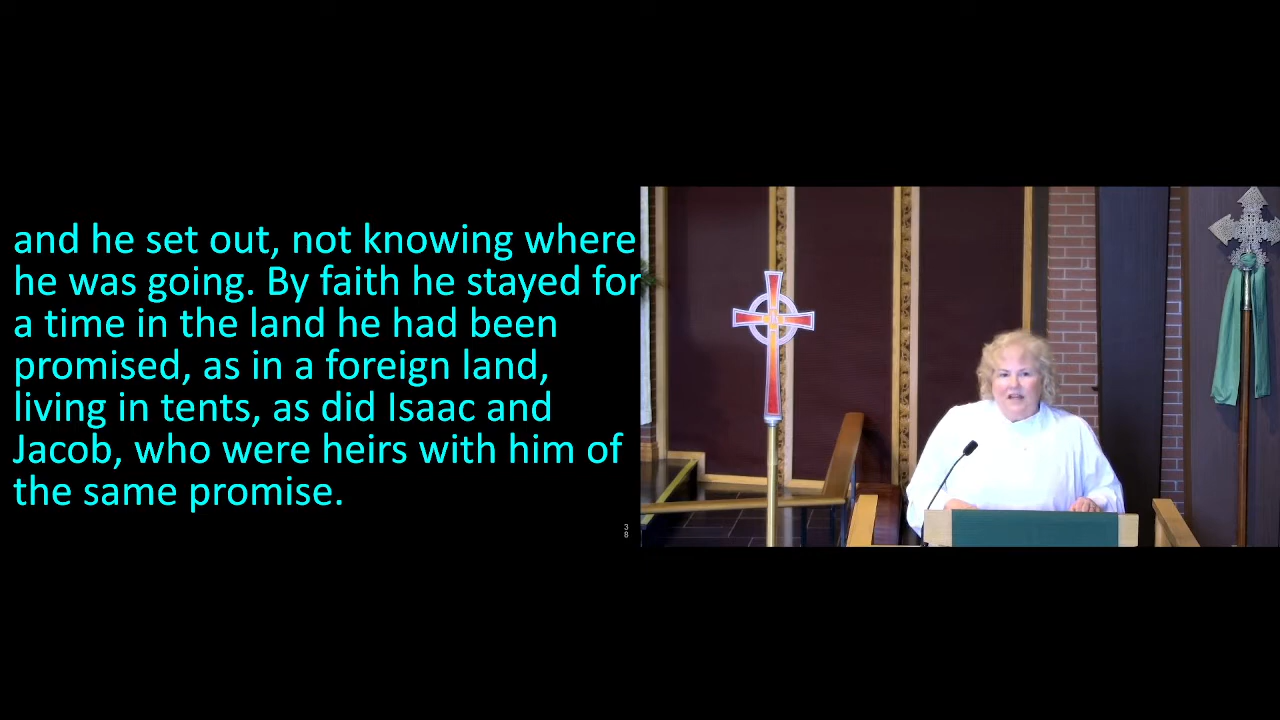 and he set out, not knowing where
he was going. By faith he stayed for
a time in the land he had been
promised, as in a foreign land,
living in tents, as did Isaac and
Jacob, who were heirs with him of
the same promise.
3
8